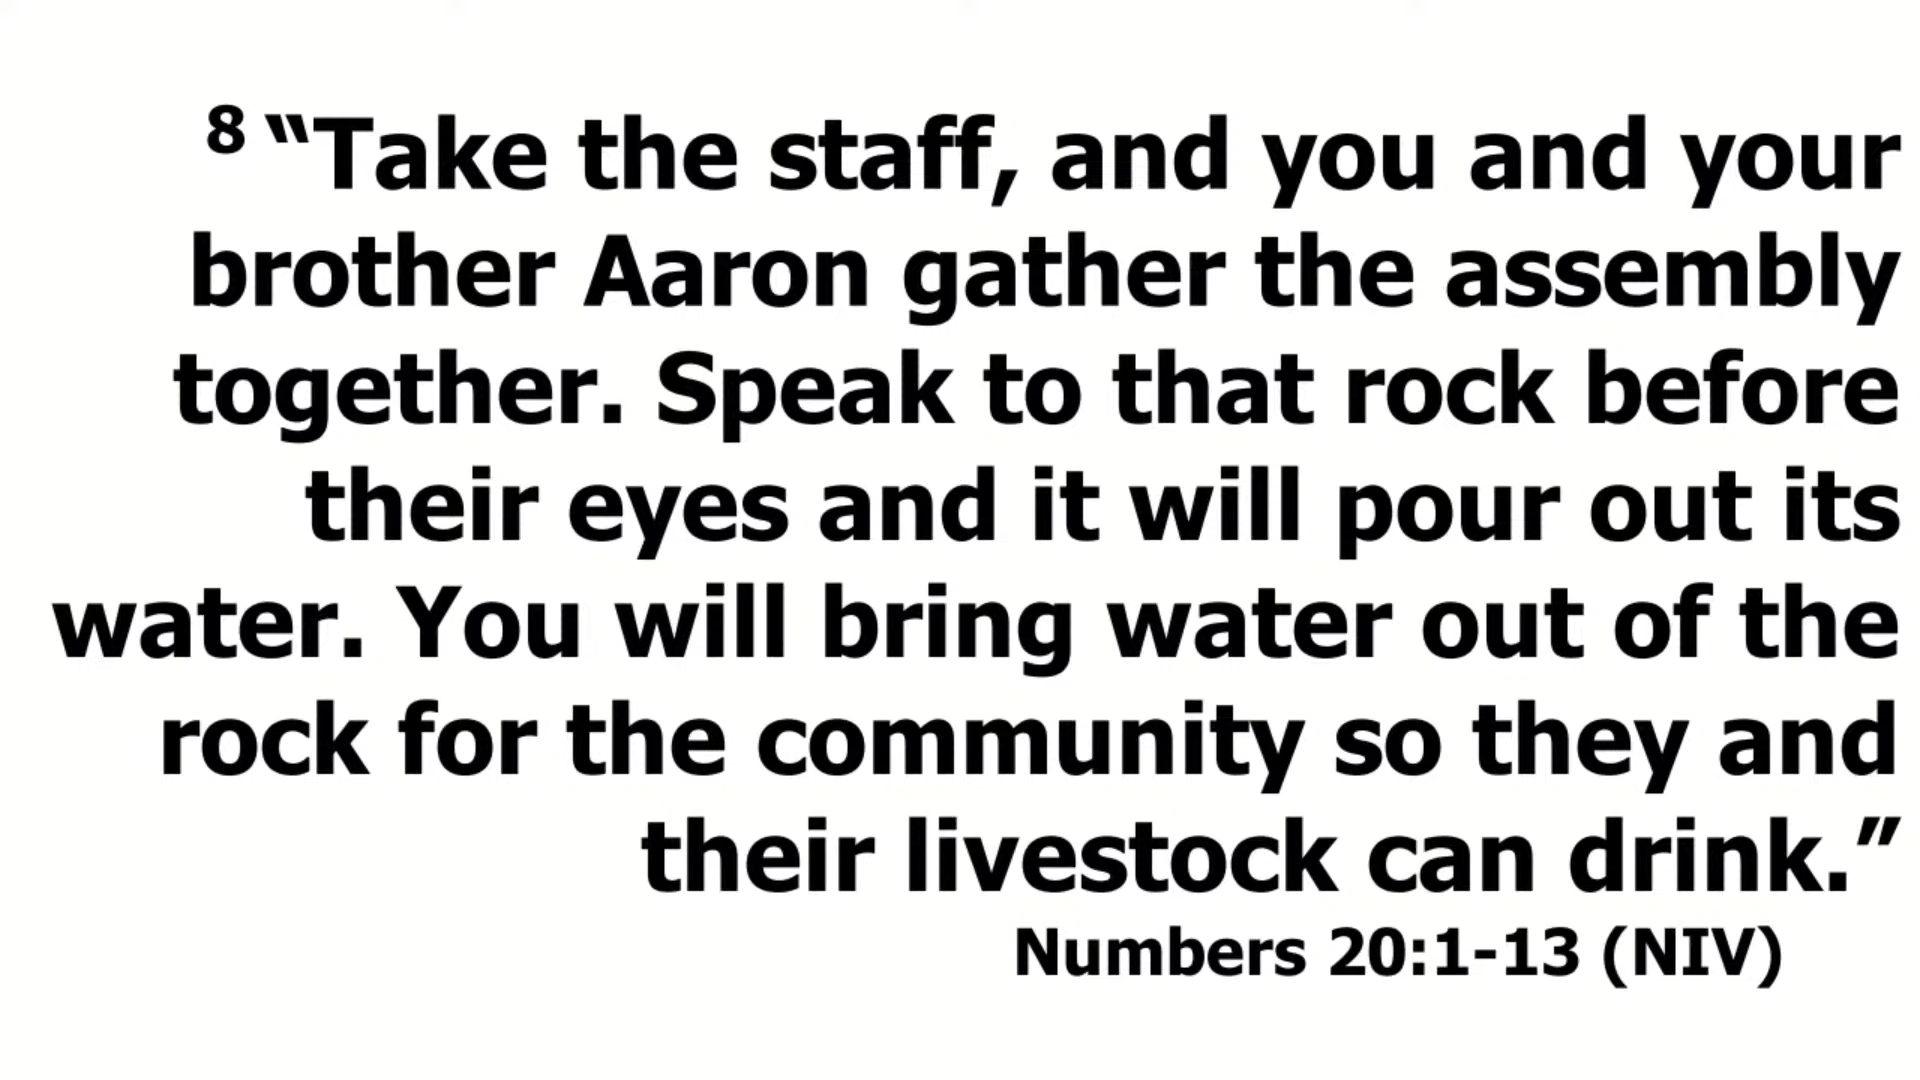 8 “Take the staff, and you and your
brother Aaron gather the assembly
together. Speak to that rock before
their eyes and it will pour out its
water. You will bring water out of the
rock for the community so they and
their livestock can drink.”
Numbers 20:1-13 (NIV)